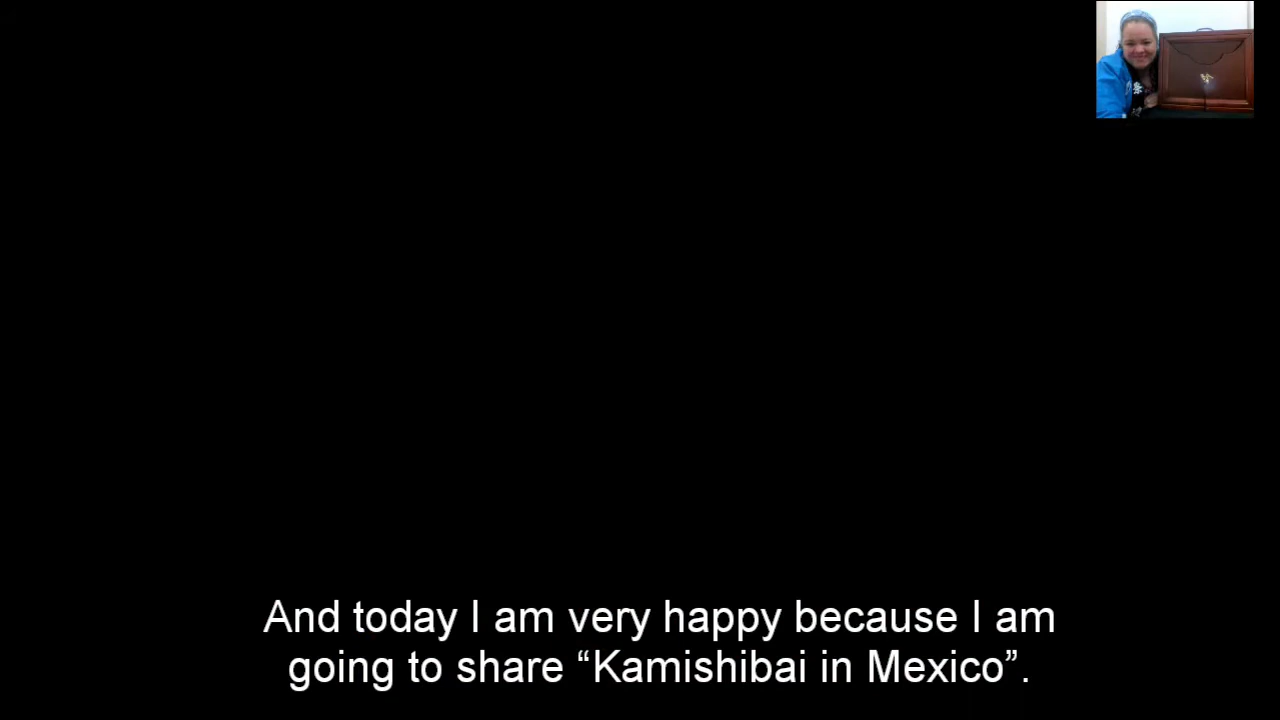 And today I am very happy because I am
going to share “Kamishibai in Mexico”.